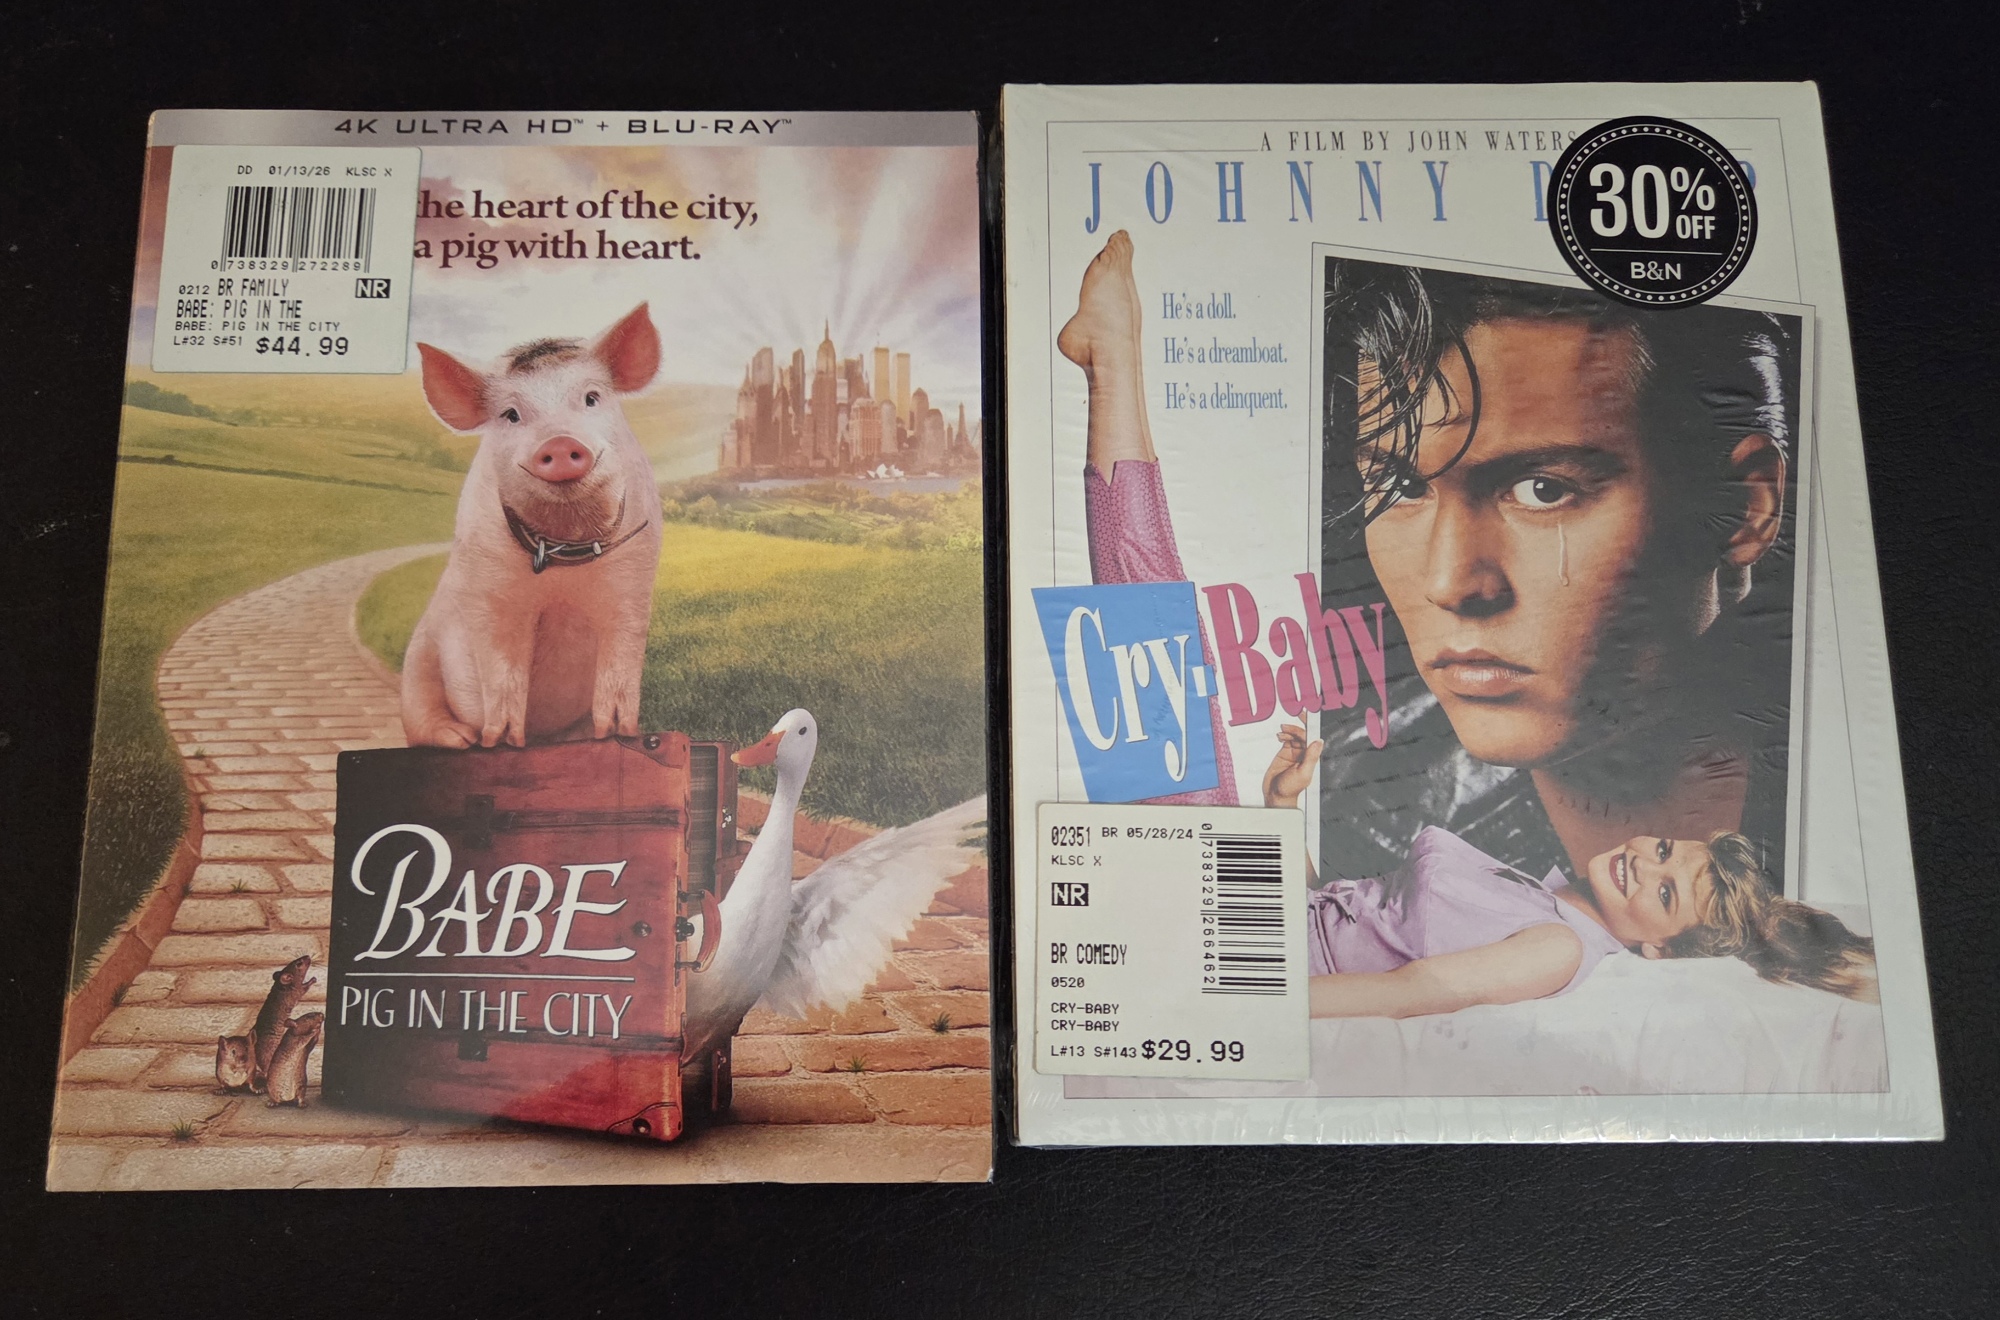 4K ULTRA HD™ + BLU-RAY™
DD 01/13/26 KLSC X
0 738329 272289
0212 BR FAMILY NR
BABE: PIG IN THE
BABE: PIG IN THE CITY
L#32 S#51 $44.99
the heart of the city,
a pig with heart.
BABE
PIG IN THE CITY
A FILM BY JOHN WATERS
JOHNNY D P
30% OFF
B&N
He's a doll.
He's a dreamboat.
He's a delinquent.
Cry-Baby
02351 BR 05/28/24
KLSC X
NR
0 738329 266462
BR COMEDY
0520
CRY-BABY
CRY-BABY
L#13 S#143 $29.99